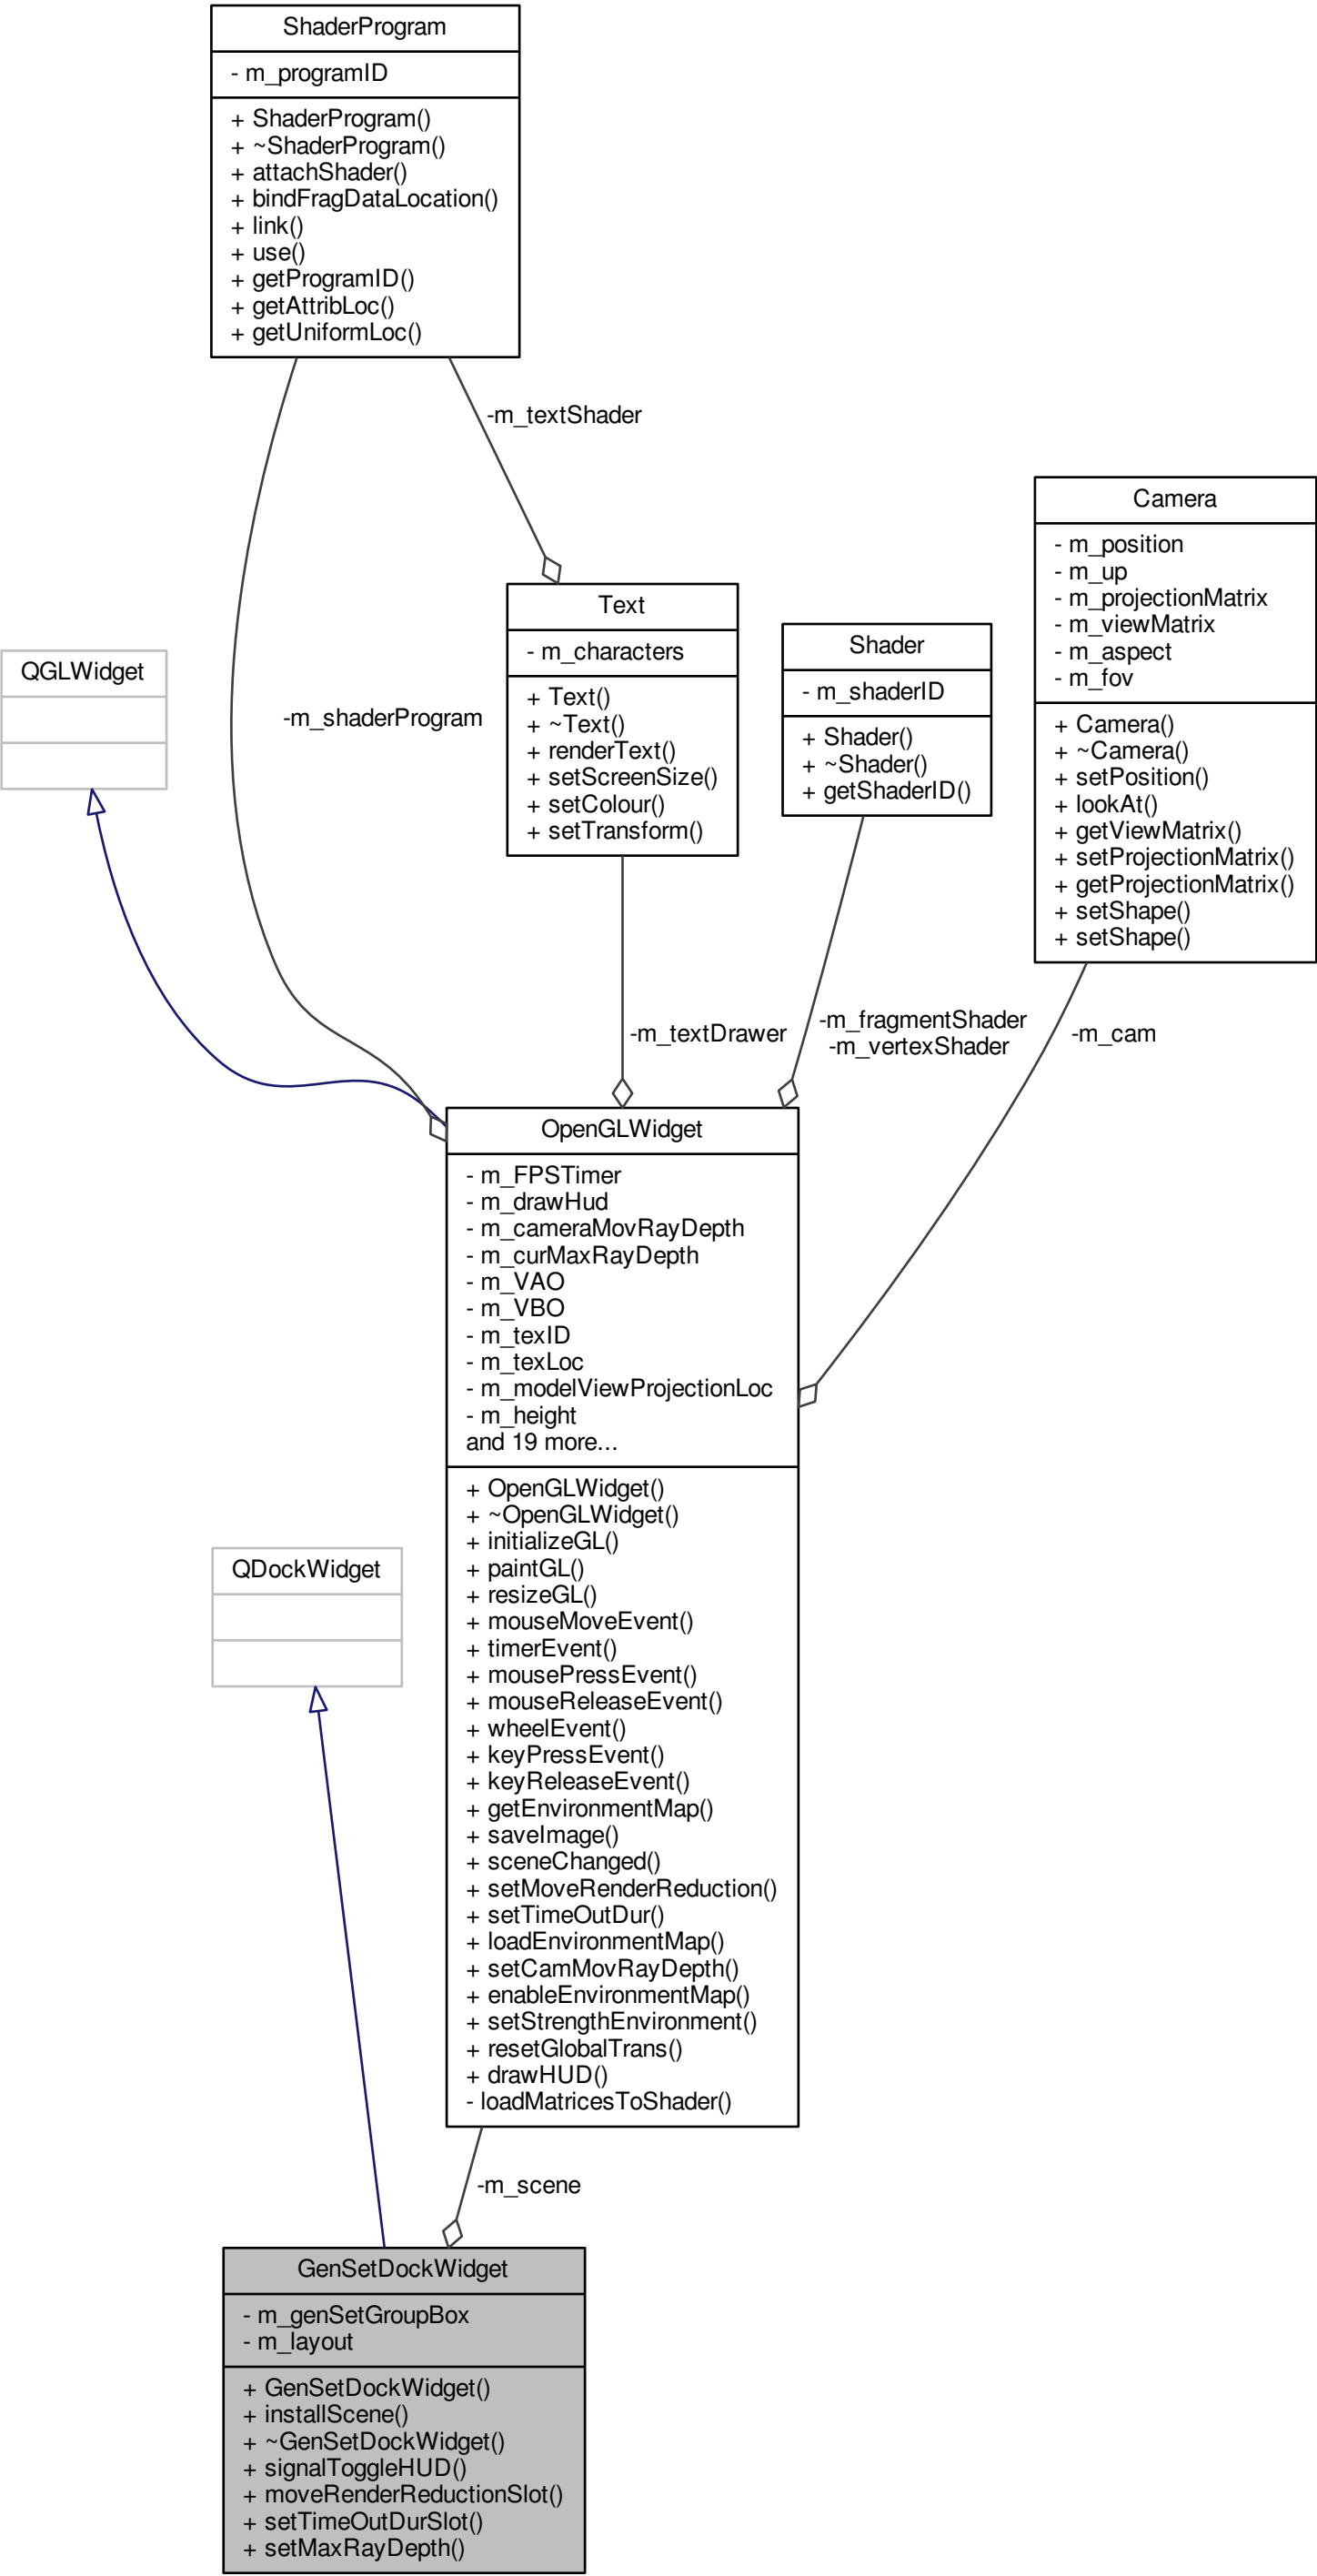 ShaderProgram
- m_programID
+ ShaderProgram()
+ ~ShaderProgram()
+ attachShader()
+ bindFragDataLocation()
+ link()
+ use()
+ getProgramID()
+ getAttribLoc()
+ getUniformLoc()
-m_textShader
Camera
- m_position
- m_up
- m_projectionMatrix
- m_viewMatrix
- m_aspect
- m_fov
+ Camera()
+ ~Camera()
+ setPosition()
+ lookAt()
+ getViewMatrix()
+ setProjectionMatrix()
+ getProjectionMatrix()
+ setShape()
+ setShape()
Text
- m_characters
+ Text()
+ ~Text()
+ renderText()
+ setScreenSize()
+ setColour()
+ setTransform()
Shader
- m_shaderID
+ Shader()
+ ~Shader()
+ getShaderID()
QGLWidget
-m_shaderProgram
-m_textDrawer
-m_fragmentShader
-m_vertexShader
-m_cam
OpenGLWidget
- m_FPSTimer
- m_drawHud
- m_cameraMovRayDepth
- m_curMaxRayDepth
- m_VAO
- m_VBO
- m_texID
- m_texLoc
- m_modelViewProjectionLoc
- m_height
and 19 more...
+ OpenGLWidget()
+ ~OpenGLWidget()
+ initializeGL()
+ paintGL()
+ resizeGL()
+ mouseMoveEvent()
+ timerEvent()
+ mousePressEvent()
+ mouseReleaseEvent()
+ wheelEvent()
+ keyPressEvent()
+ keyReleaseEvent()
+ getEnvironmentMap()
+ saveImage()
+ sceneChanged()
+ setMoveRenderReduction()
+ setTimeOutDur()
+ loadEnvironmentMap()
+ setCamMovRayDepth()
+ enableEnvironmentMap()
+ setStrengthEnvironment()
+ resetGlobalTrans()
+ drawHUD()
- loadMatricesToShader()
QDockWidget
-m_scene
GenSetDockWidget
- m_genSetGroupBox
- m_layout
+ GenSetDockWidget()
+ installScene()
+ ~GenSetDockWidget()
+ signalToggleHUD()
+ moveRenderReductionSlot()
+ setTimeOutDurSlot()
+ setMaxRayDepth()